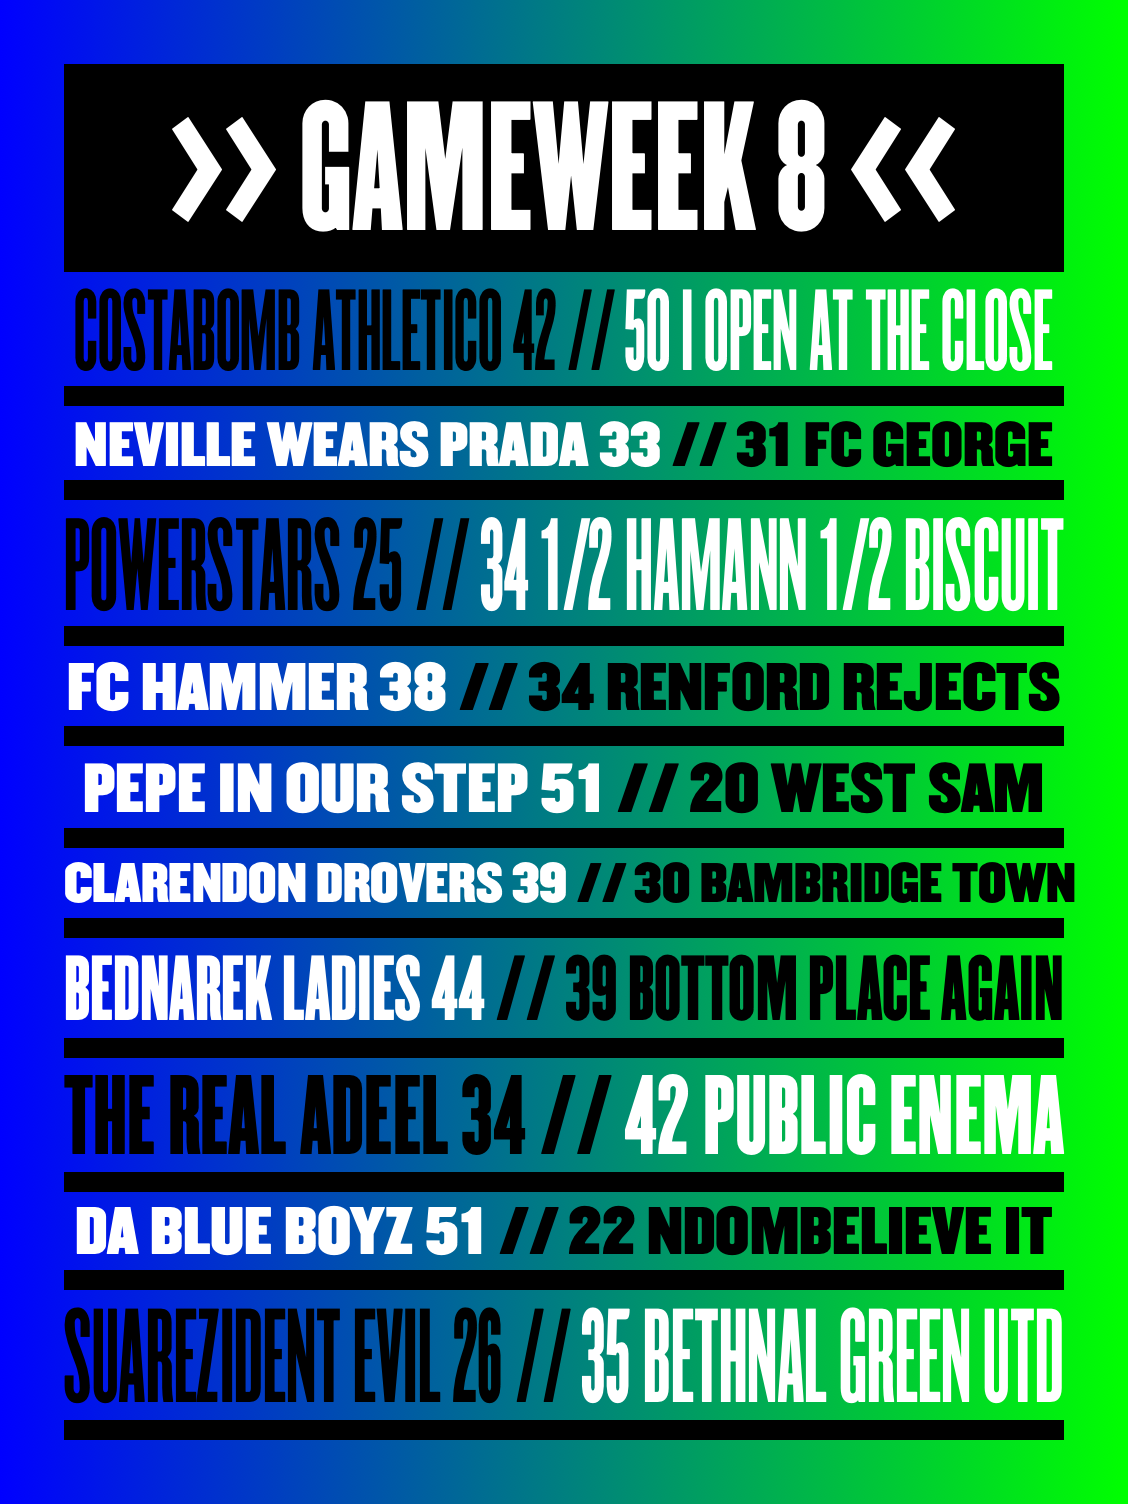 >> GAMEWEEK 8 <<
COSTABOMB ATHLETICO 42 // 50 I OPEN AT THE CLOSE
NEVILLE WEARS PRADA 33 // 31 FC GEORGE
POWERSTARS 25 // 34 1/2 HAMANN 1/2 BISCUIT
FC HAMMER 38 // 34 RENFORD REJECTS
PEPE IN OUR STEP 51 // 20 WEST SAM
CLARENDON DROVERS 39 // 30 BAMBRIDGE TOWN
BEDNAREK LADIES 44 // 39 BOTTOM PLACE AGAIN
THE REAL ADEEL 34 // 42 PUBLIC ENEMA
DA BLUE BOYZ 51 // 22 NDOMBELIEVE IT
SUAREZIDENT EVIL 26 // 35 BETHNAL GREEN UTD